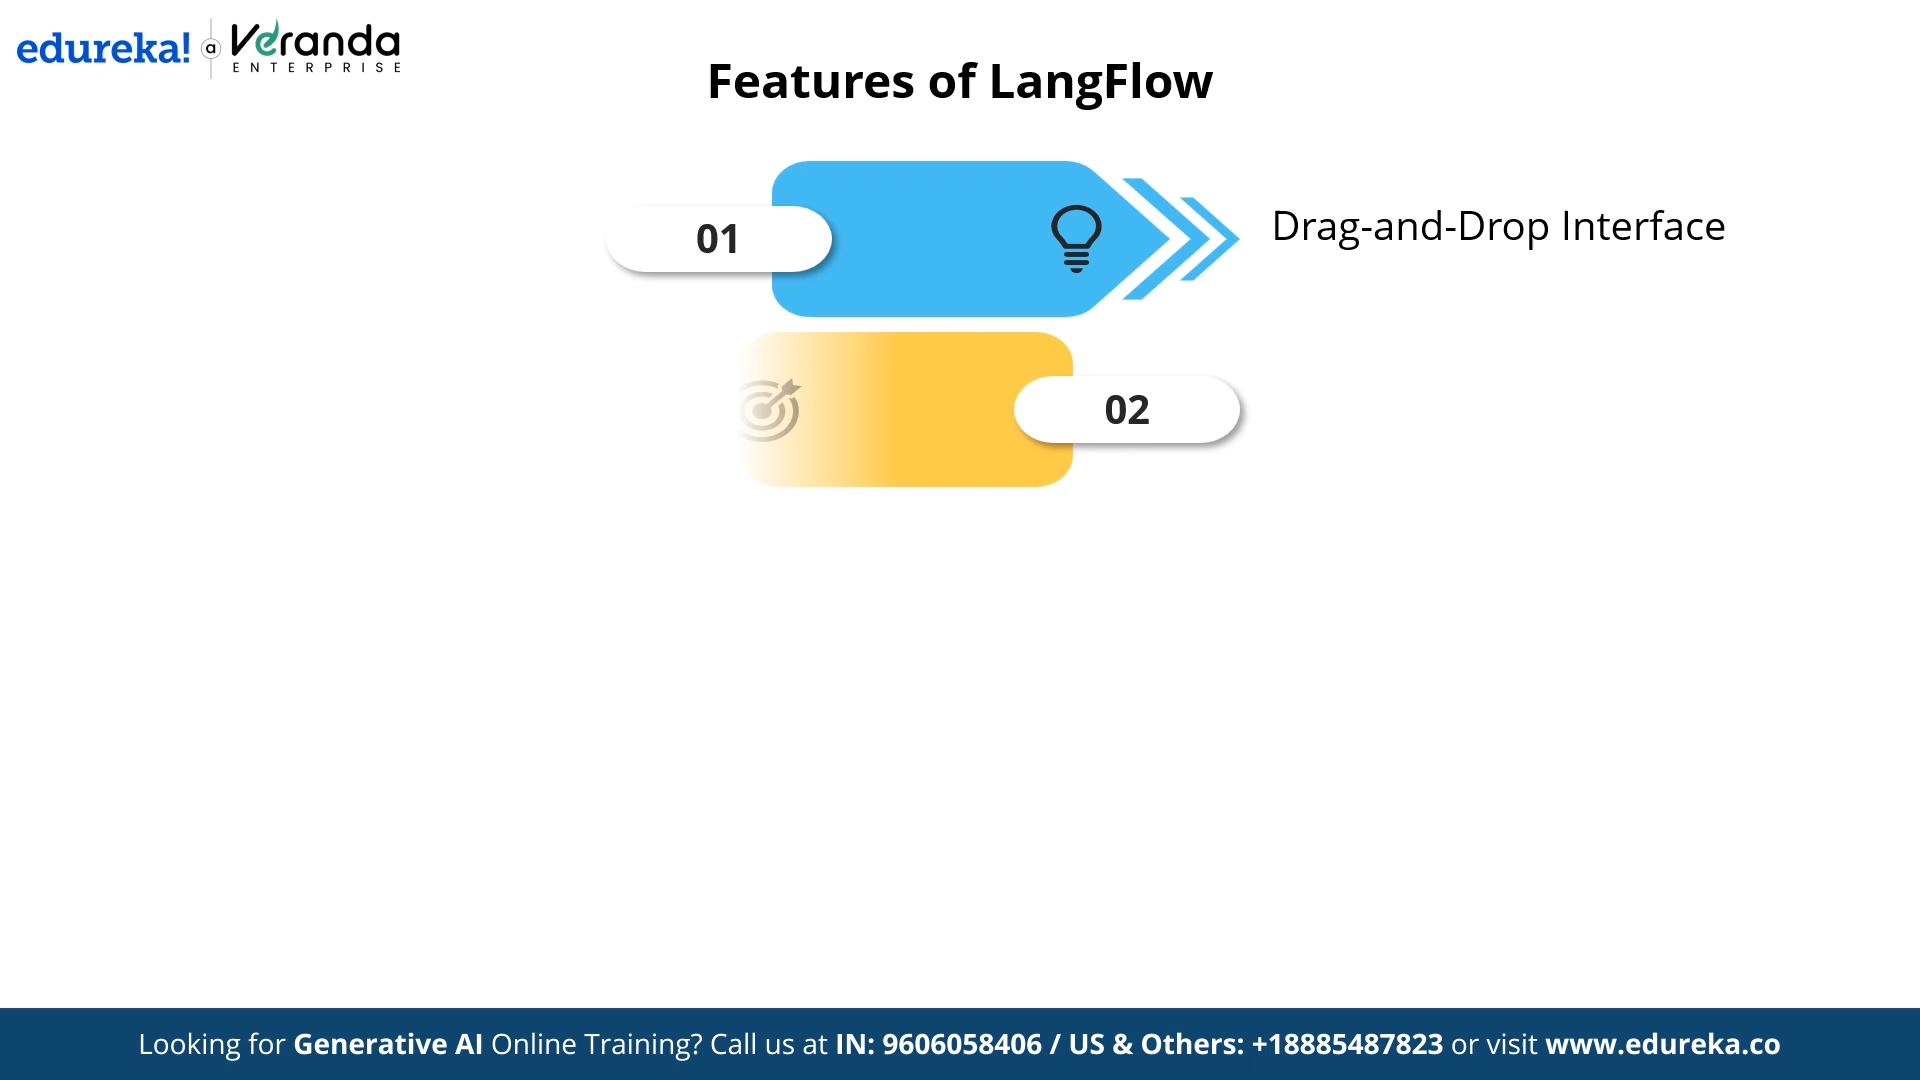 edureka! a Veranda
ENTERPRISE
Features of LangFlow
01
Drag-and-Drop Interface
02
Looking for Generative AI Online Training? Call us at IN: 9606058406 / US & Others: +18885487823 or visit www.edureka.co